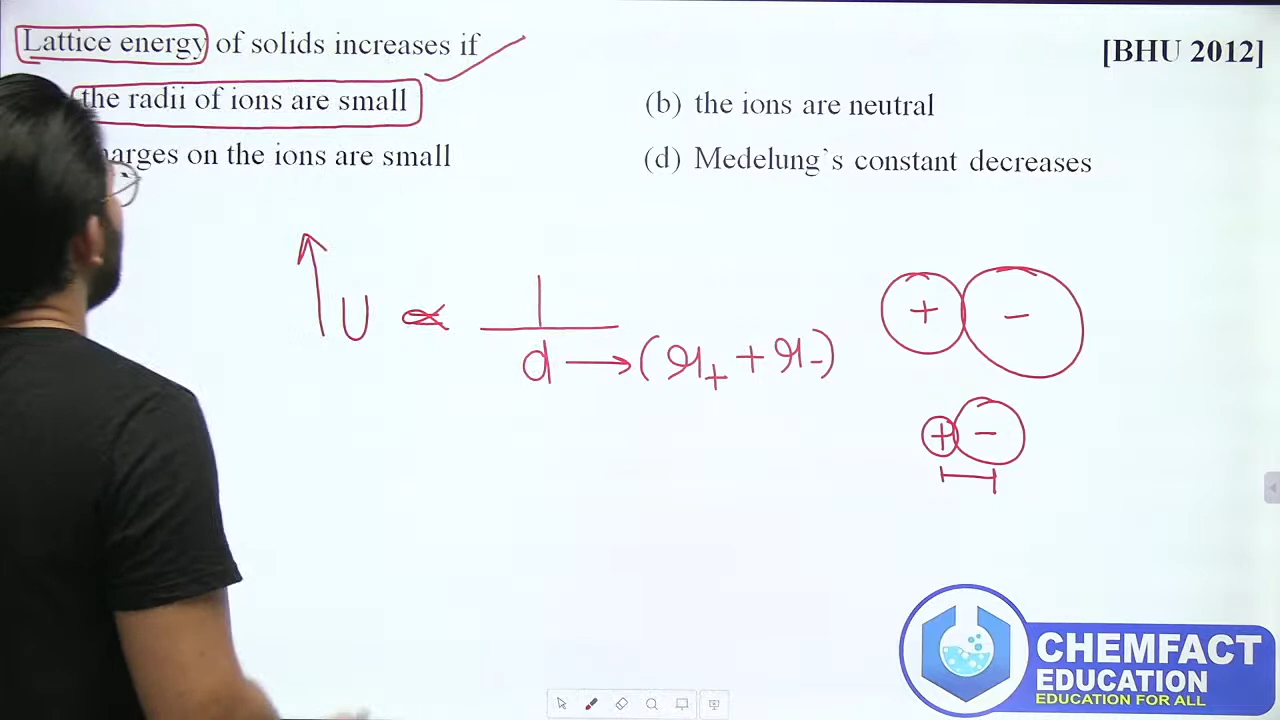 Lattice energy of solids increases if
[BHU 2012]
the radii of ions are small
(b) the ions are neutral
on the ions are small
(d) Medelung`s constant decreases
U ∝ 1
d → (r+ + r-)
+ -
+ -
CHEMFACT
EDUCATION
EDUCATION FOR ALL